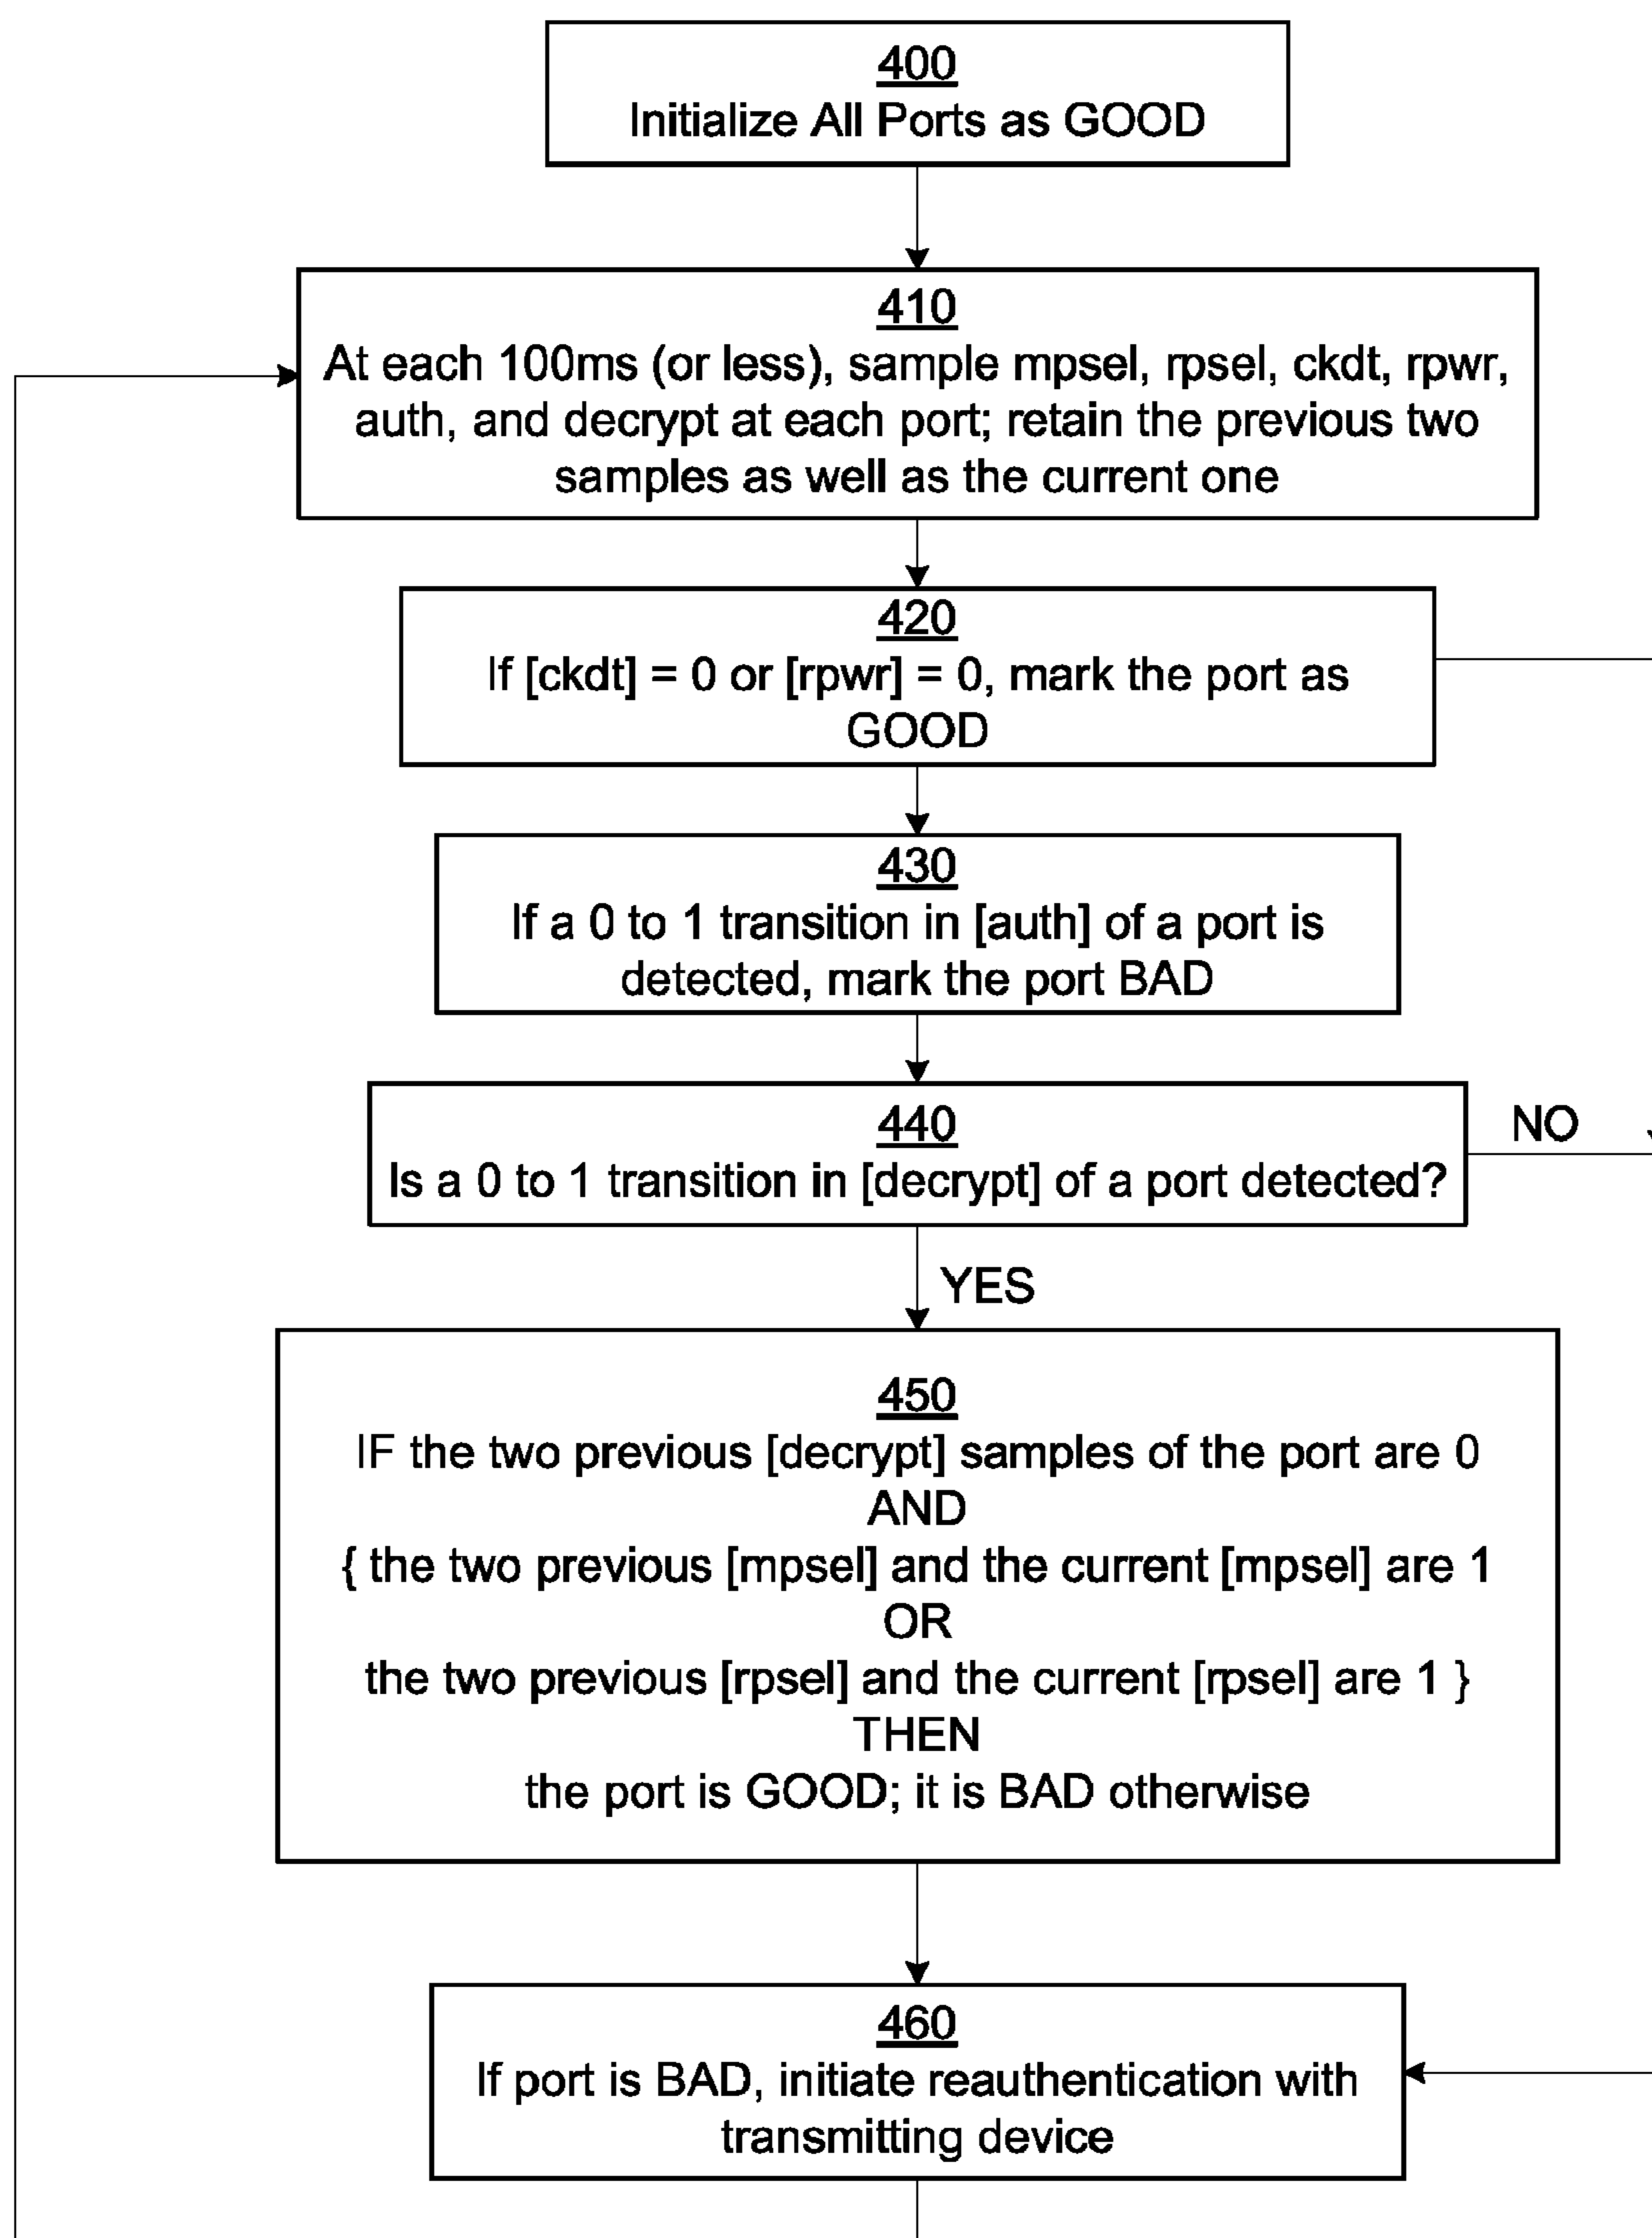 400
Initialize All Ports as GOOD
410
At each 100ms (or less), sample mpsel, rpsel, ckdt, rpwr,
auth, and decrypt at each port; retain the previous two
samples as well as the current one
420
If [ckdt] = 0 or [rpwr] = 0, mark the port as
GOOD
430
If a 0 to 1 transition in [auth] of a port is
detected, mark the port BAD
440
Is a 0 to 1 transition in [decrypt] of a port detected?
NO
YES
450
IF the two previous [decrypt] samples of the port are 0
AND
{ the two previous [mpsel] and the current [mpsel] are 1
OR
the two previous [rpsel] and the current [rpsel] are 1 }
THEN
the port is GOOD; it is BAD otherwise
460
If port is BAD, initiate reauthentication with
transmitting device